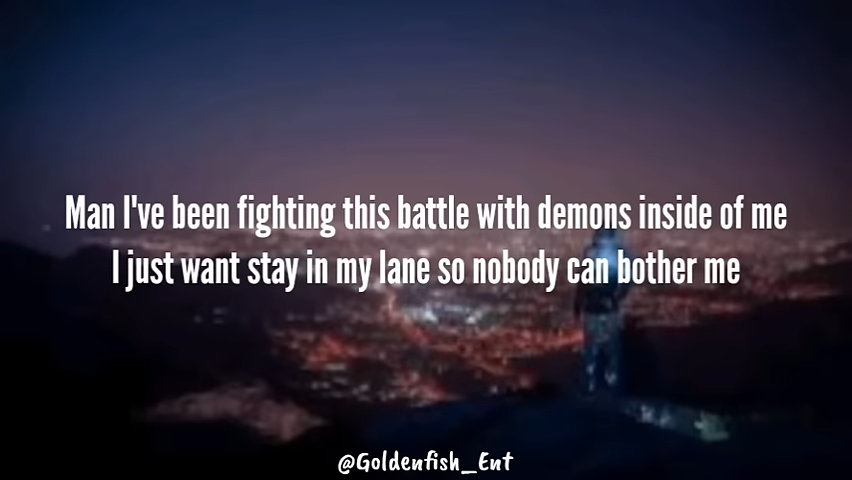 Man I've been fighting this battle with demons inside of me
I just want stay in my lane so nobody can bother me
@Goldenfish_Ent